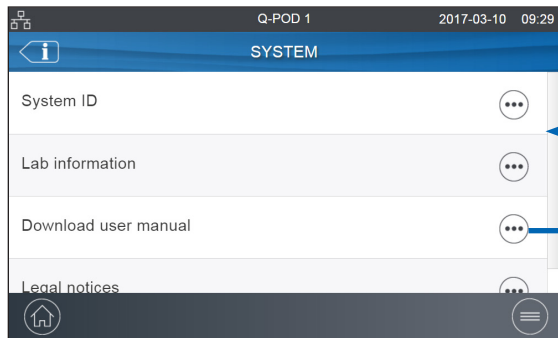 Q-POD 1 2017-03-10 09:29
i SYSTEM
System ID
Lab information
Download user manual
Legal notices